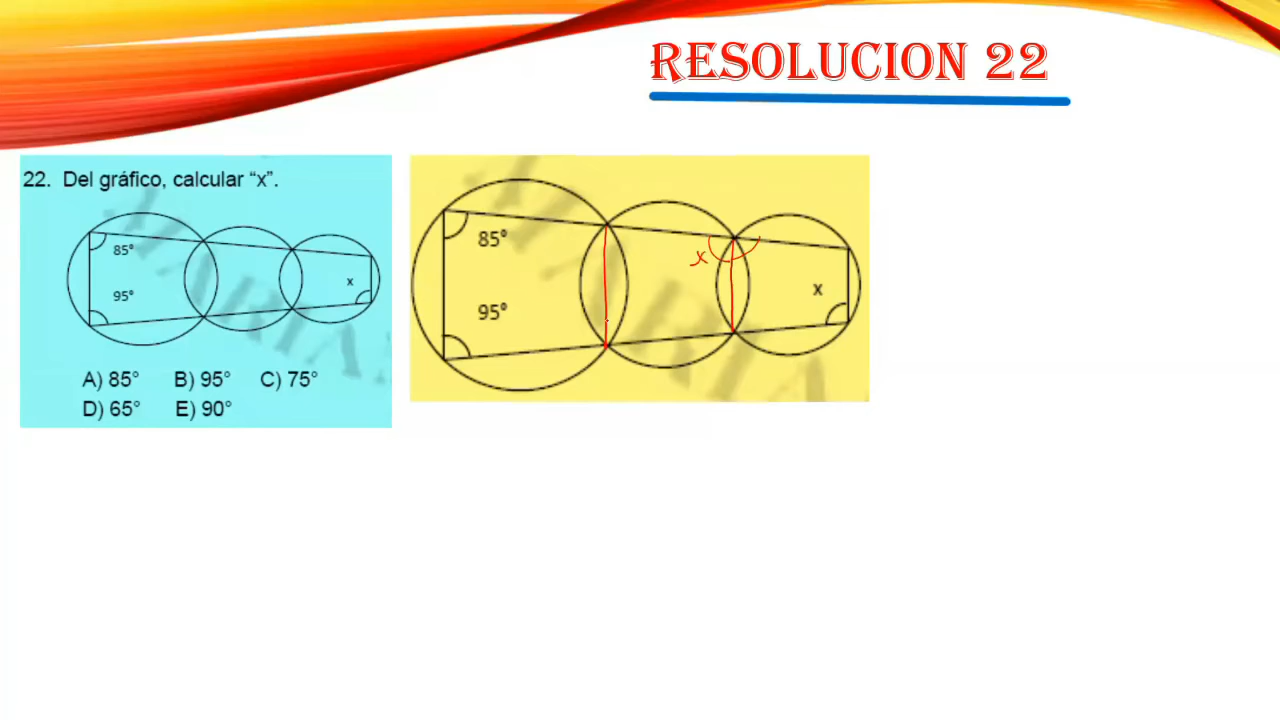 RESOLUCION 22
22. Del gráfico, calcular “x”.
85°
95°
x
A) 85° B) 95° C) 75°
D) 65° E) 90°
85°
95°
x
x